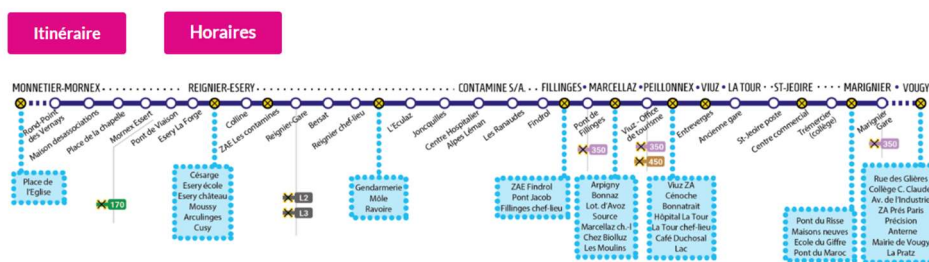 Itinéraire
Horaires
MONNETIER-MORNEX
REIGNIER-ESERY
CONTAMINE S/A.
FILLINGES • MARCELLAZ • PEILLONNEX • VIUZ • LA TOUR
ST-JEOIRE
MARIGNIER • VOUGY
Rond-Point
des Vernays
Maison des associations
Place de la chapelle
Mornex Essert
Pont de Viaison
Esery La Forge
Colline
ZAE Les contamines
Reignier-Gare
Bersat
Reignier chef-lieu
L'Eculaz
Joncquilles
Centre Hospitalier
Alpes Léman
Les Ranaudes
Findrol
Pont de
Fillinges
Viuz - Office
de tourisme
Entreverges
Ancienne gare
St-Jeoire poste
Centre commercial
Trémercier
(collège)
Marignier
Gare
350
350
450
350
170
L2
L3
Place de
l'Eglise
Césarge
Esery école
Esery château
Moussy
Arculinges
Cusy
Gendarmerie
Môle
Ravoire
ZAE Findrol
Pont Jacob
Fillinges chef-lieu
Arpigny
Bonnaz
Lot. d'Avoz
Source
Marcellaz ch.-l
Chez Biolluz
Les Moulins
Viuz ZA
Cénoche
Bonnatrait
Hôpital La Tour
La Tour chef-lieu
Café Duchosal
Lac
Pont du Risse
Maisons neuves
Ecole du Giffre
Pont du Maroc
Rue des Glières
Collège C. Claude
Av. de l'Industrie
ZA Prés Paris
Précision
Anterne
Mairie de Vougy
La Pratz